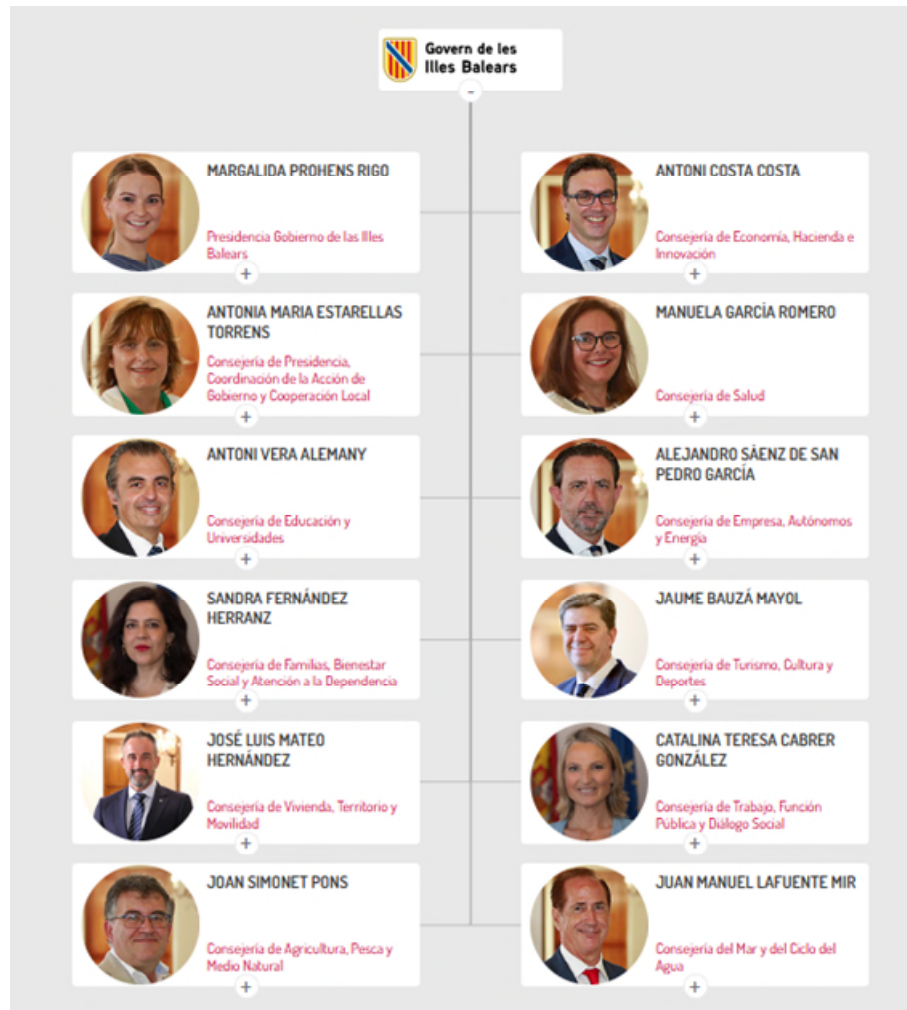 Govern de les
Illes Balears
-
MARGALIDA PROHENS RIGO
Presidencia Gobierno de las Illes
Balears
+
ANTONI COSTA COSTA
Consejería de Economía, Hacienda e
Innovación
+
ANTONIA MARIA ESTARELLAS
TORRENS
Consejería de Presidencia,
Coordinación de la Acción de
Gobierno y Cooperación Local
+
MANUELA GARCÍA ROMERO
Consejería de Salud
+
ANTONI VERA ALEMANY
Consejería de Educación y
Universidades
+
ALEJANDRO SÁENZ DE SAN
PEDRO GARCÍA
Consejería de Empresa, Autónomos
y Energía
+
SANDRA FERNÁNDEZ
HERRANZ
Consejería de Familias, Bienestar
Social y Atención a la Dependencia
+
JAUME BAUZÁ MAYOL
Consejería de Turismo, Cultura y
Deportes
+
JOSÉ LUIS MATEO
HERNÁNDEZ
Consejería de Vivienda, Territorio y
Movilidad
+
CATALINA TERESA CABRER
GONZÁLEZ
Consejería de Trabajo, Función
Pública y Diálogo Social
+
JOAN SIMONET PONS
Consejería de Agricultura, Pesca y
Medio Natural
+
JUAN MANUEL LAFUENTE MIR
Consejería del Mar y del Ciclo del
Agua
+